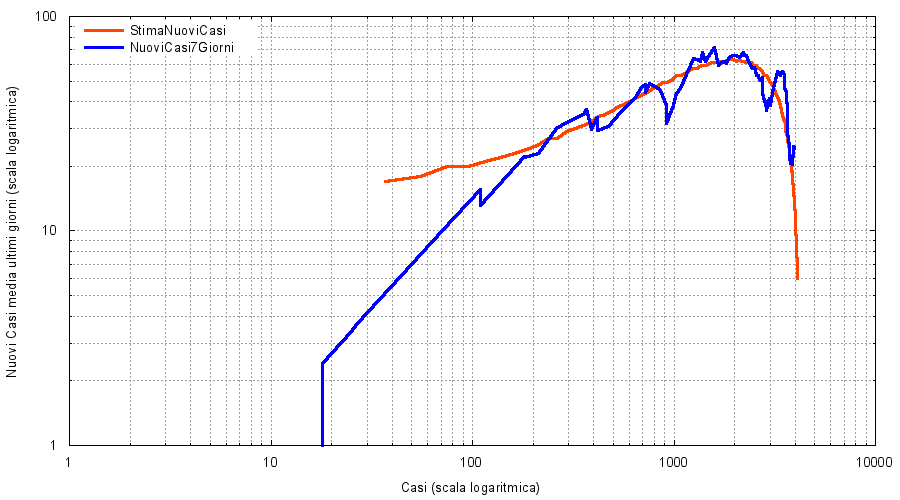 100
StimaNuoviCasi
NuoviCasi7Giorni
10
1
Nuovi Casi media ultimi giorni (scala logaritmica)
1 10 100 1000 10000
Casi (scala logaritmica)